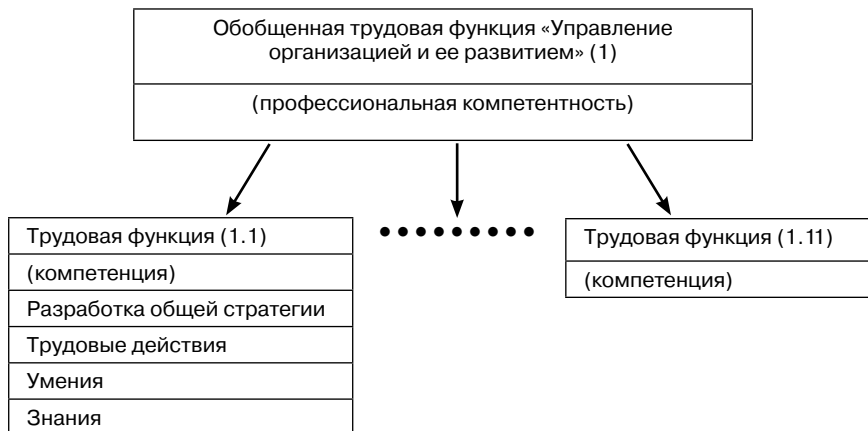 Обобщенная трудовая функция «Управление
организацией и ее развитием» (1)
(профессиональная компетентность)
Трудовая функция (1.1)
(компетенция)
Разработка общей стратегии
Трудовые действия
Умения
Знания
Трудовая функция (1.11)
(компетенция)